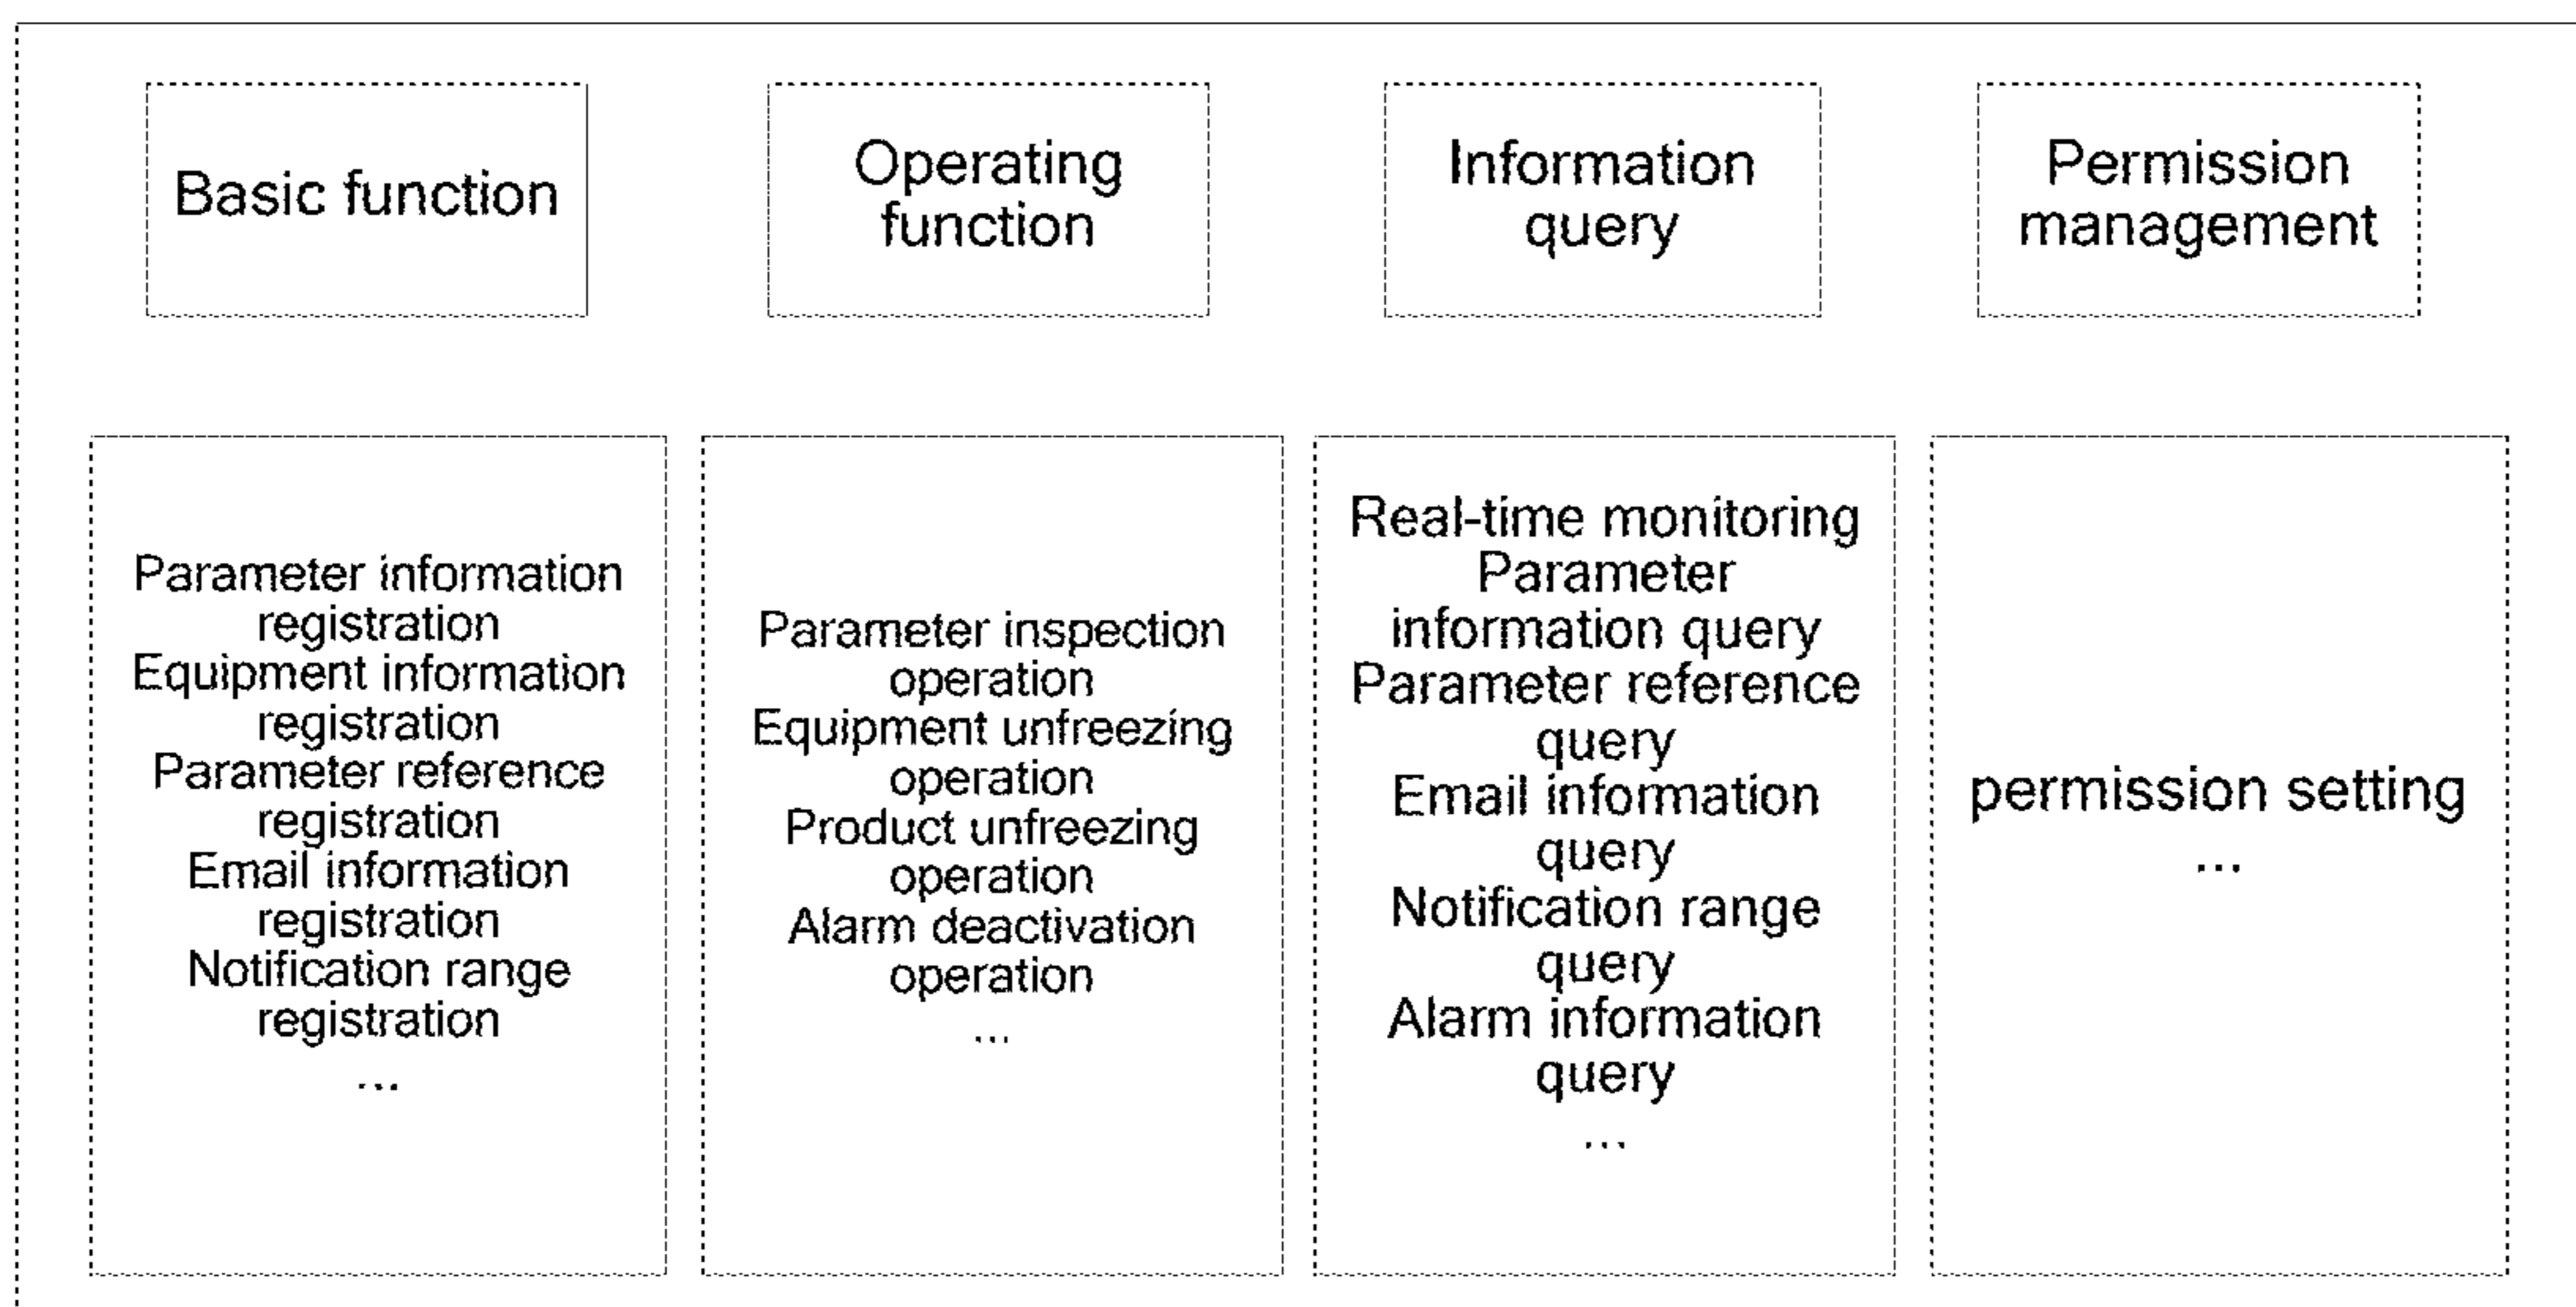 Basic function
Operating
function
Information
query
Permission
management
Parameter information
registration
Equipment information
registration
Parameter reference
registration
Email information
registration
Notification range
registration
...
Parameter inspection
operation
Equipment unfreezing
operation
Product unfreezing
operation
Alarm deactivation
operation
...
Real-time monitoring
Parameter
information query
Parameter reference
query
Email information
query
Notification range
query
Alarm information
query
...
permission setting
...